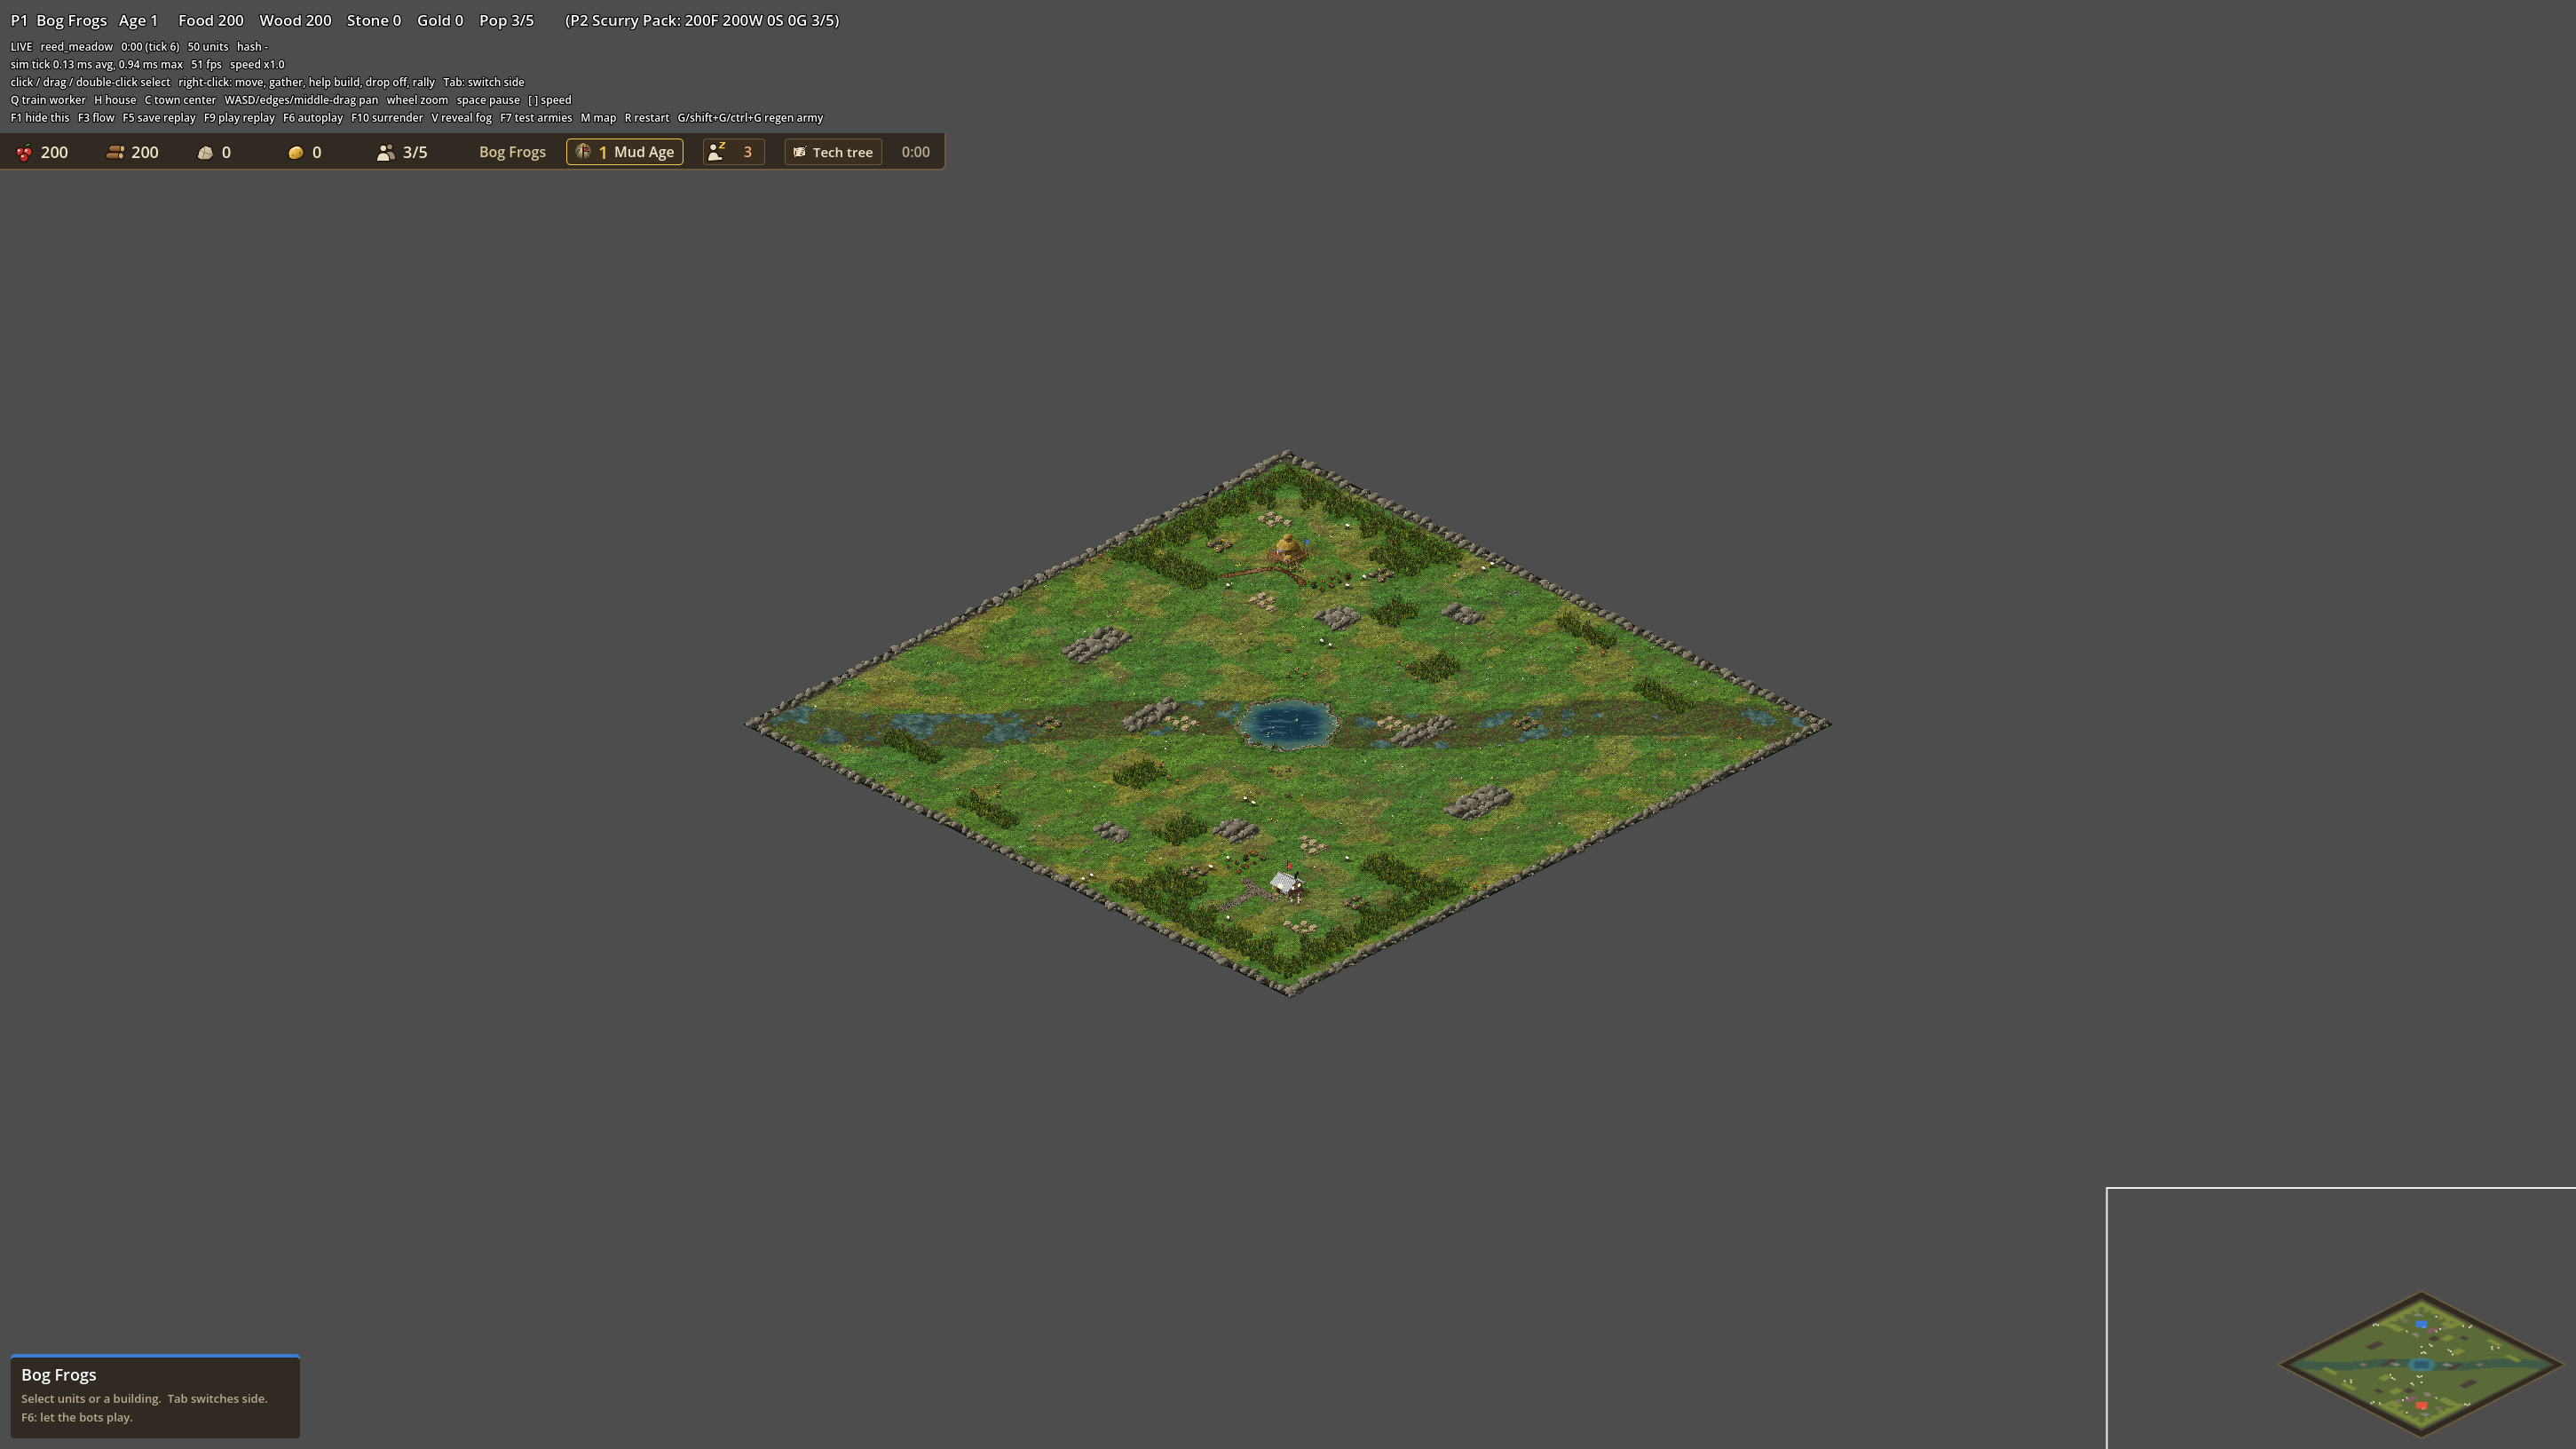 P1 Bog Frogs Age 1 Food 200 Wood 200 Stone 0 Gold 0 Pop 3/5 (P2 Scurry Pack: 200F 200W 0S 0G 3/5)
LIVE reed_meadow 0:00 (tick 6) 50 units hash -
sim tick 0.13 ms avg, 0.94 ms max 51 fps speed x1.0
click / drag / double-click select right-click: move, gather, help build, drop off, rally Tab: switch side
Q train worker H house C town center WASD/edges/middle-drag pan wheel zoom space pause [ ] speed
F1 hide this F3 flow F5 save replay F9 play replay F6 autoplay F10 surrender V reveal fog F7 test armies M map R restart G/shift+G/ctrl+G regen army
200 200 0 0 3/5 Bog Frogs 1 Mud Age z 3 Tech tree 0:00
Bog Frogs
Select units or a building. Tab switches side.
F6: let the bots play.